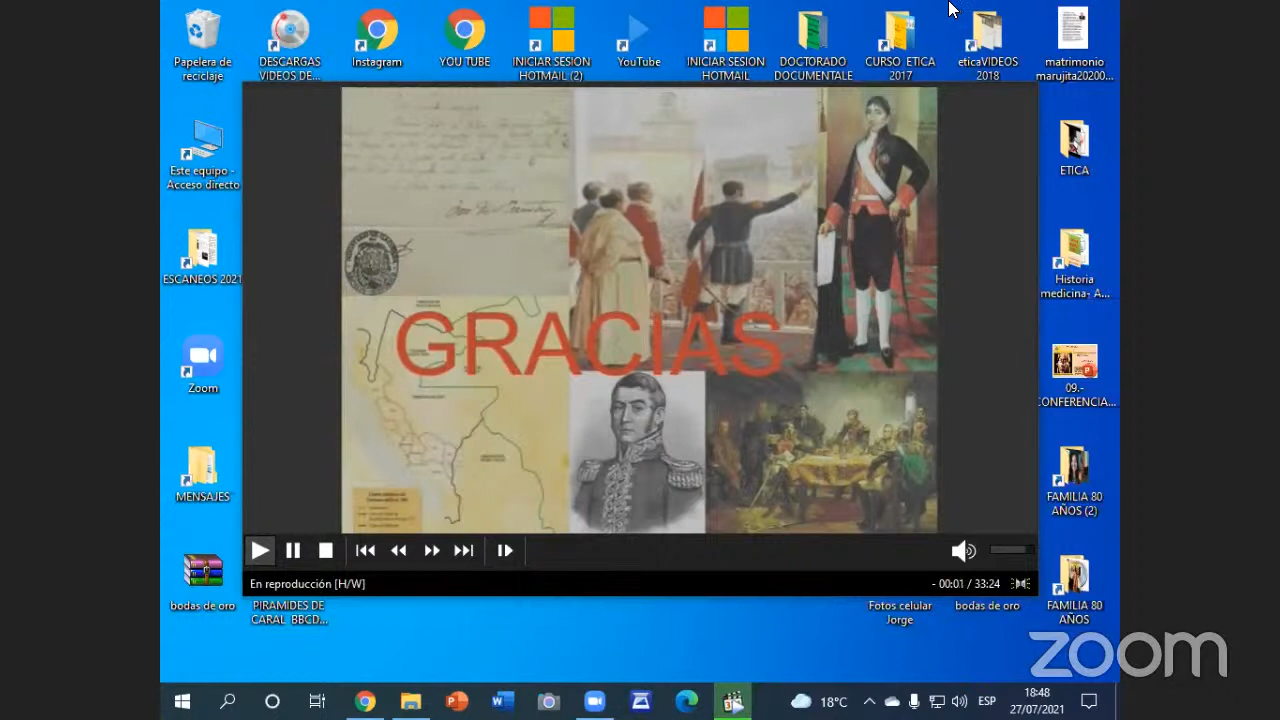 Papelera de
reciclaje
DESCARGAS
VIDEOS DE...
Instagram
YOU TUBE
INICIAR SESION
HOTMAIL (2)
YouTube
INICIAR SESION
HOTMAIL
DOCTORADO
DOCUMENTALE
CURSO ETICA
2017
eticaVIDEOS
2018
matrimonio
marujita20200...
Este equipo -
Acceso directo
ETICA
ESCANEOS 2021
Historia
medicina- A...
GRACIAS
Zoom
09.-
CONFERENCIA...
MENSAJES
FAMILIA 80
AÑOS (2)
En reproducción [H/W]
- 00:01 / 33:24
bodas de oro
PIRAMIDES DE
CARAL BBCD...
Fotos celular
Jorge
bodas de oro
FAMILIA 80
AÑOS
zoom
18°C
ESP
18:48
27/07/2021